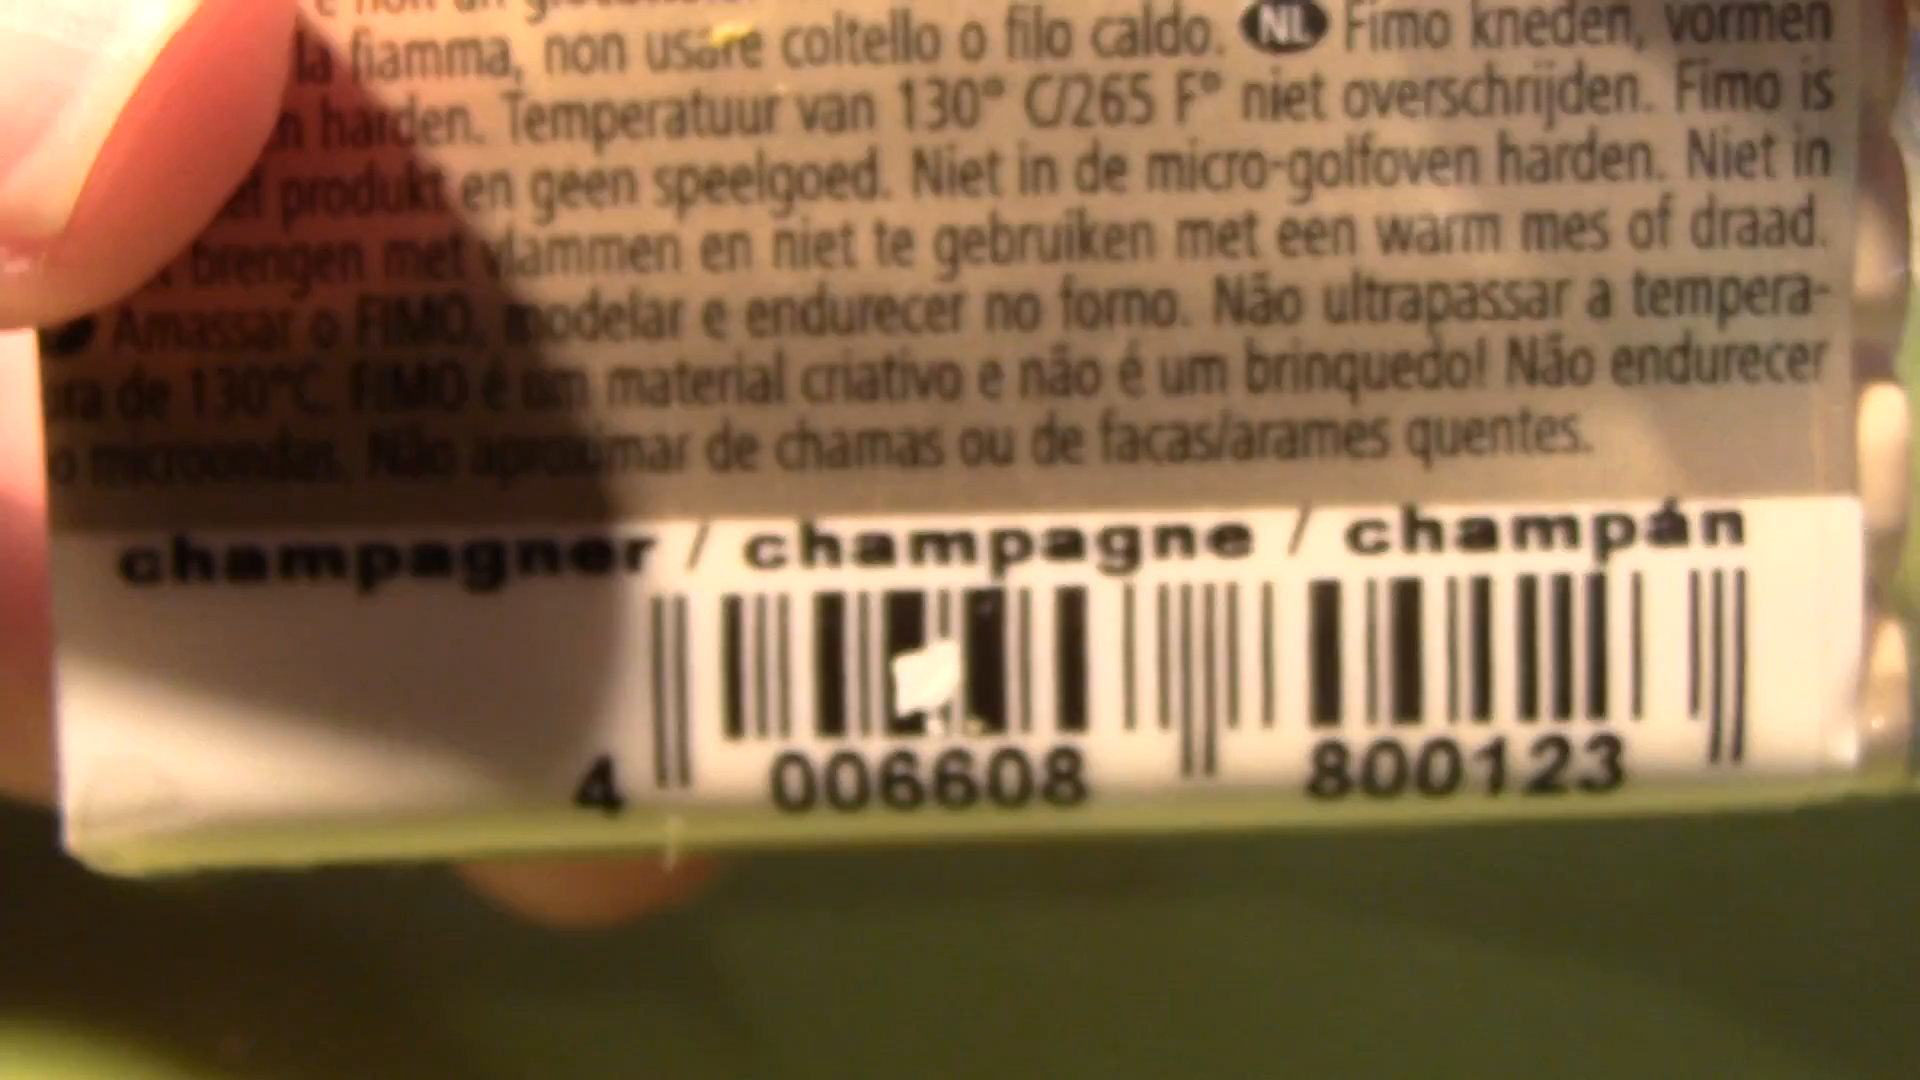 e non un
la fiamma, non usare coltello o filo caldo. NL Fimo kneden, vormen
harden. Temperatuur van 130° C/265 F° niet overschrijden. Fimo is
produkt en geen speelgoed. Niet in de micro-golfoven harden. Niet in
brengen met vlammen en niet te gebruiken met een warm mes of draad.
Amassar o FIMO, modelar e endurecer no forno. Não ultrapassar a tempera-
ra de 130°C. FIMO é um material criativo e não é um brinquedo! Não endurecer
o microondas. Não aproximar de chamas ou de facas/arames quentes.
champagner / champagne / champán
4 006608 800123